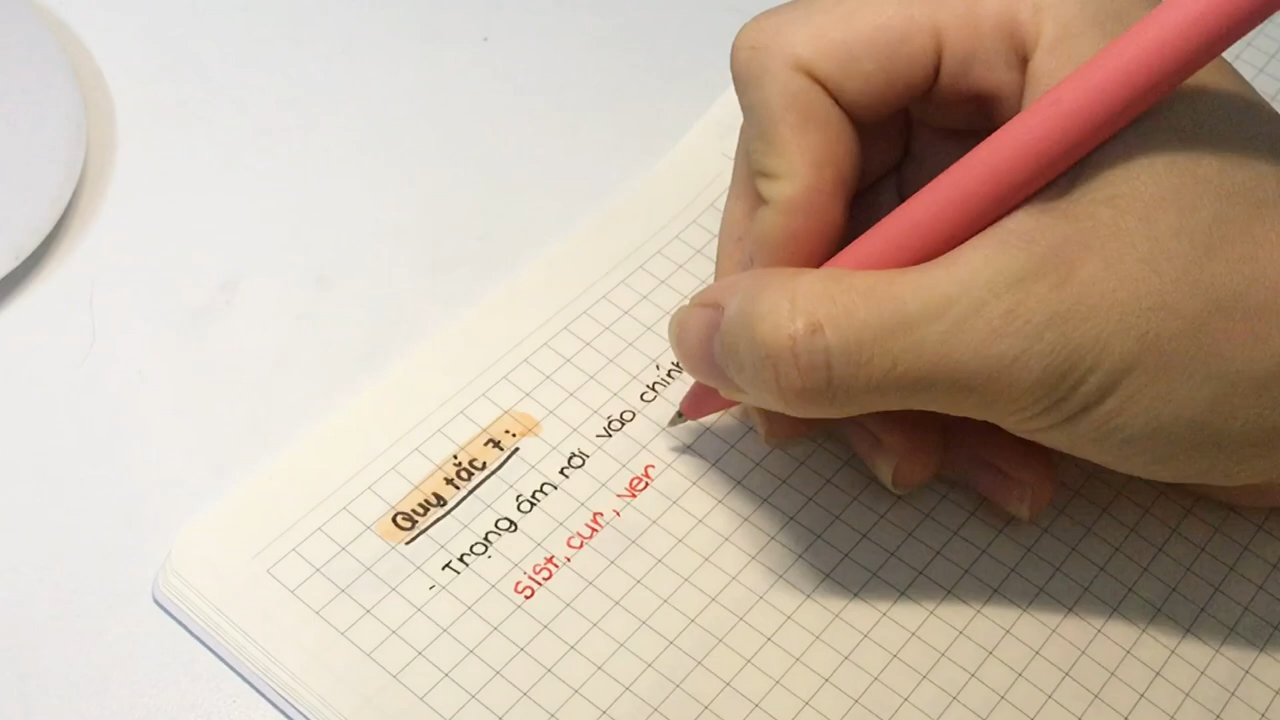 Quy tắc 7:
- Trọng âm rơi vào chính
sist, cur, ver